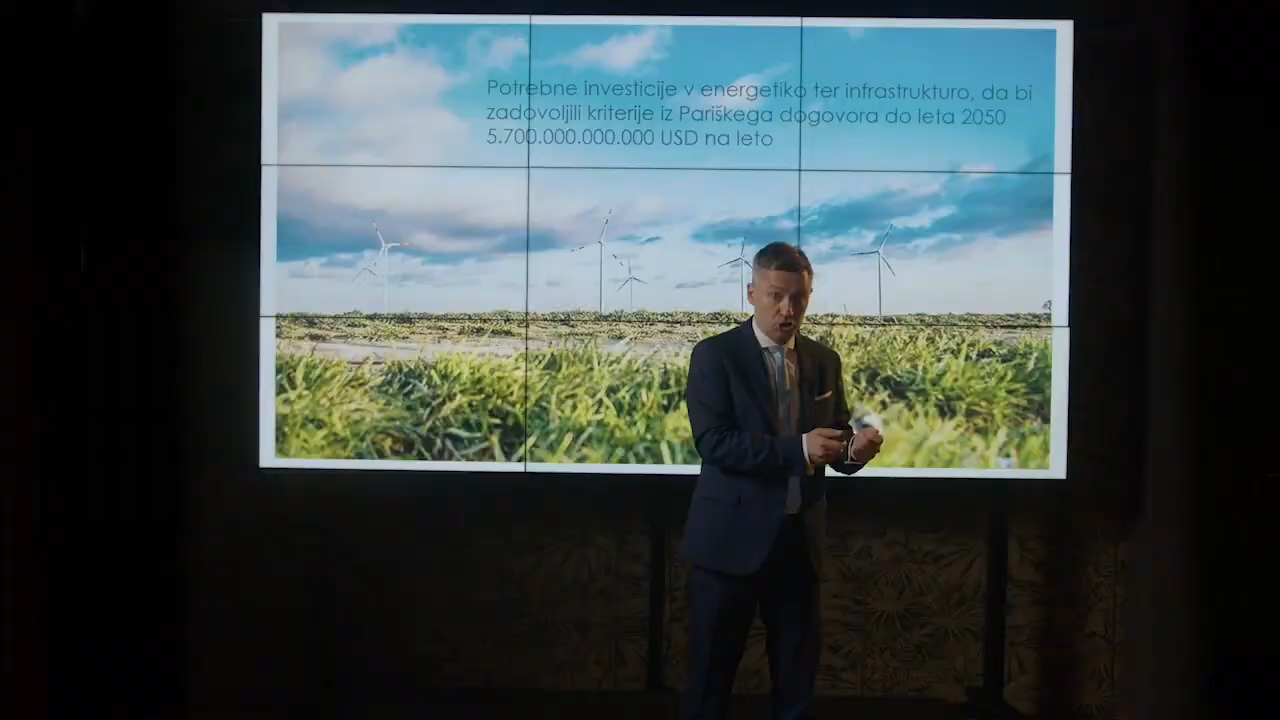 Potrebne investicije v energetiko ter infrastrukturo, da bi
zadovoljili kriterije iz Pariškega dogovora do leta 2050
5.700.000.000.000 USD na leto